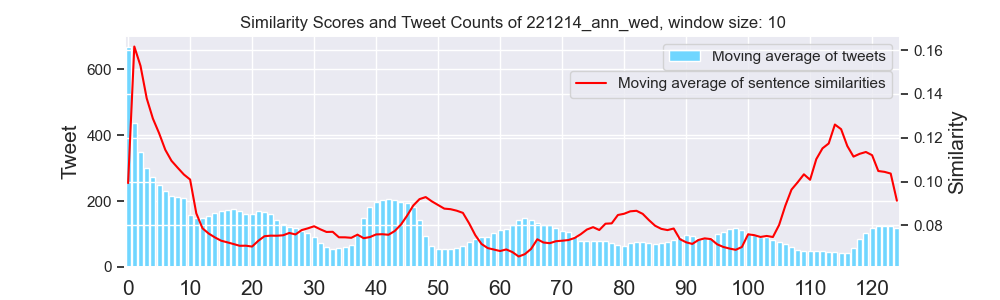 Similarity Scores and Tweet Counts of 221214_ann_wed, window size: 10
Moving average of tweets
Moving average of sentence similarities
Tweet
600
400
200
0
0.16
0.14
0.12
0.10
0.08
Similarity
0 10 20 30 40 50 60 70 80 90 100 110 120